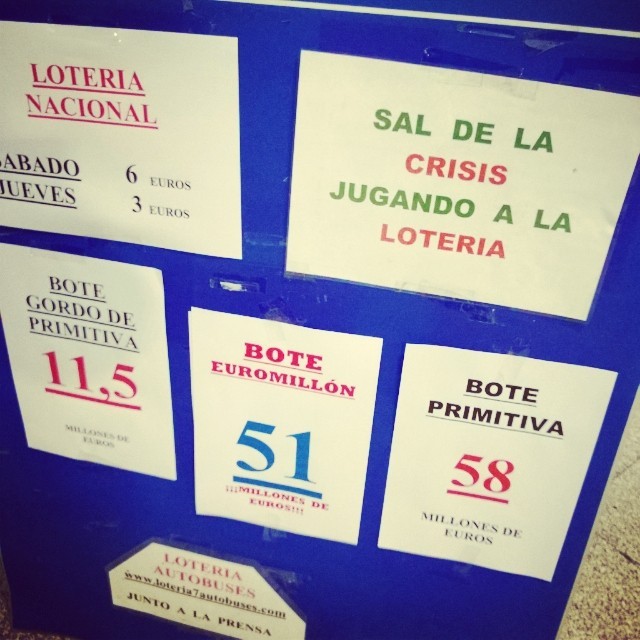 LOTERIA
NACIONAL
SABADO 6 EUROS
JUEVES 3 EUROS
SAL DE LA
CRISIS
JUGANDO A LA
LOTERIA
BOTE
GORDO DE
PRIMITIVA
11,5
MILLONES DE
EUROS
BOTE
EUROMILLÓN
51
¡¡¡MILLONES DE
EUROS!!!
BOTE
PRIMITIVA
58
MILLONES DE
EUROS
LOTERIA
AUTOBUSES
www.loteria7autobuses.com
JUNTO A LA PRENSA